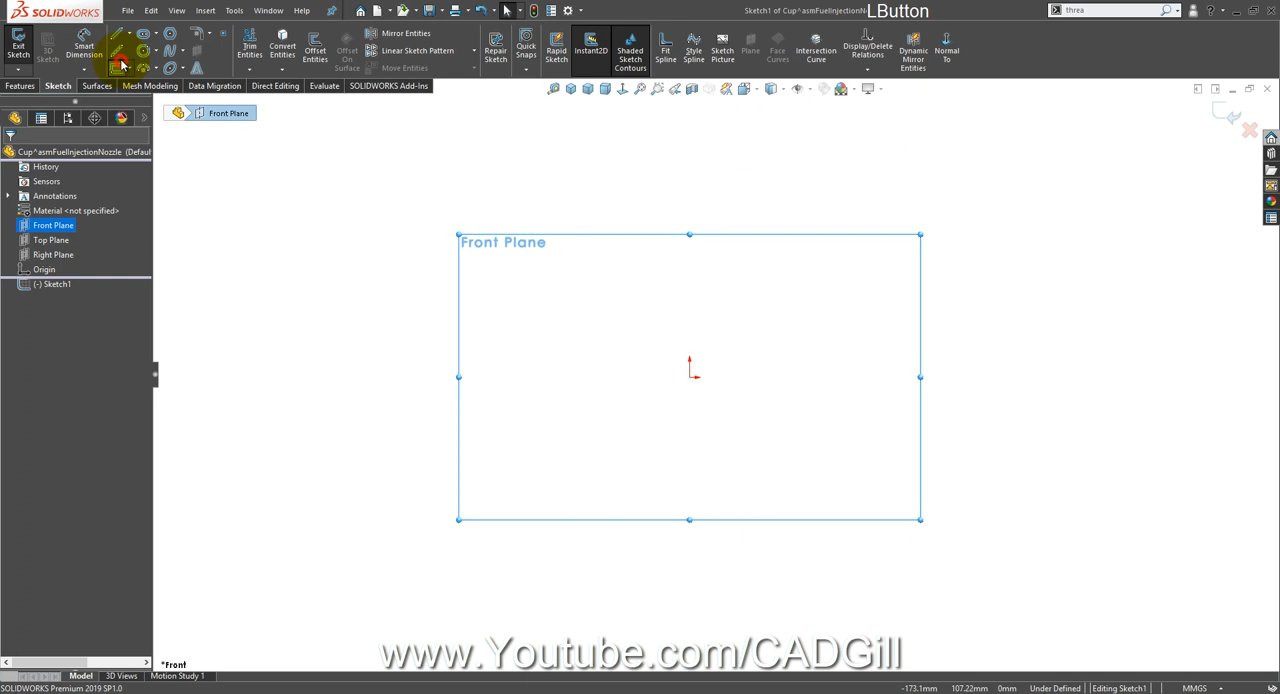 SOLIDWORKS
File Edit View Insert Tools Window Help
Sketch1 of Cup^asmFuelInjectionN
LButton
threa
Exit Sketch
3D Sketch
Smart Dimension
Trim Entities
Convert Entities
Offset Entities
Offset On Surface
Mirror Entities
Linear Sketch Pattern
Move Entities
Display/Delete Relations
Repair Sketch
Quick Snaps
Rapid Sketch
Instant2D
Shaded Sketch Contours
Fit Spline
Style Spline
Sketch Picture
Plane
Face Curves
Intersection Curve
Dynamic Mirror Entities
Normal To
Features Sketch Surfaces Mesh Modeling Data Migration Direct Editing Evaluate SOLIDWORKS Add-Ins
Front Plane
Cup^asmFuelInjectionNozzle (Defaul
History
Sensors
Annotations
Material <not specified>
Front Plane
Top Plane
Right Plane
Origin
(-) Sketch1
Front Plane
*Front
www.Youtube.com/CADGill
Model 3D Views Motion Study 1
SOLIDWORKS Premium 2019 SP1.0
-173.1mm 107.22mm 0mm Under Defined Editing Sketch1 MMGS